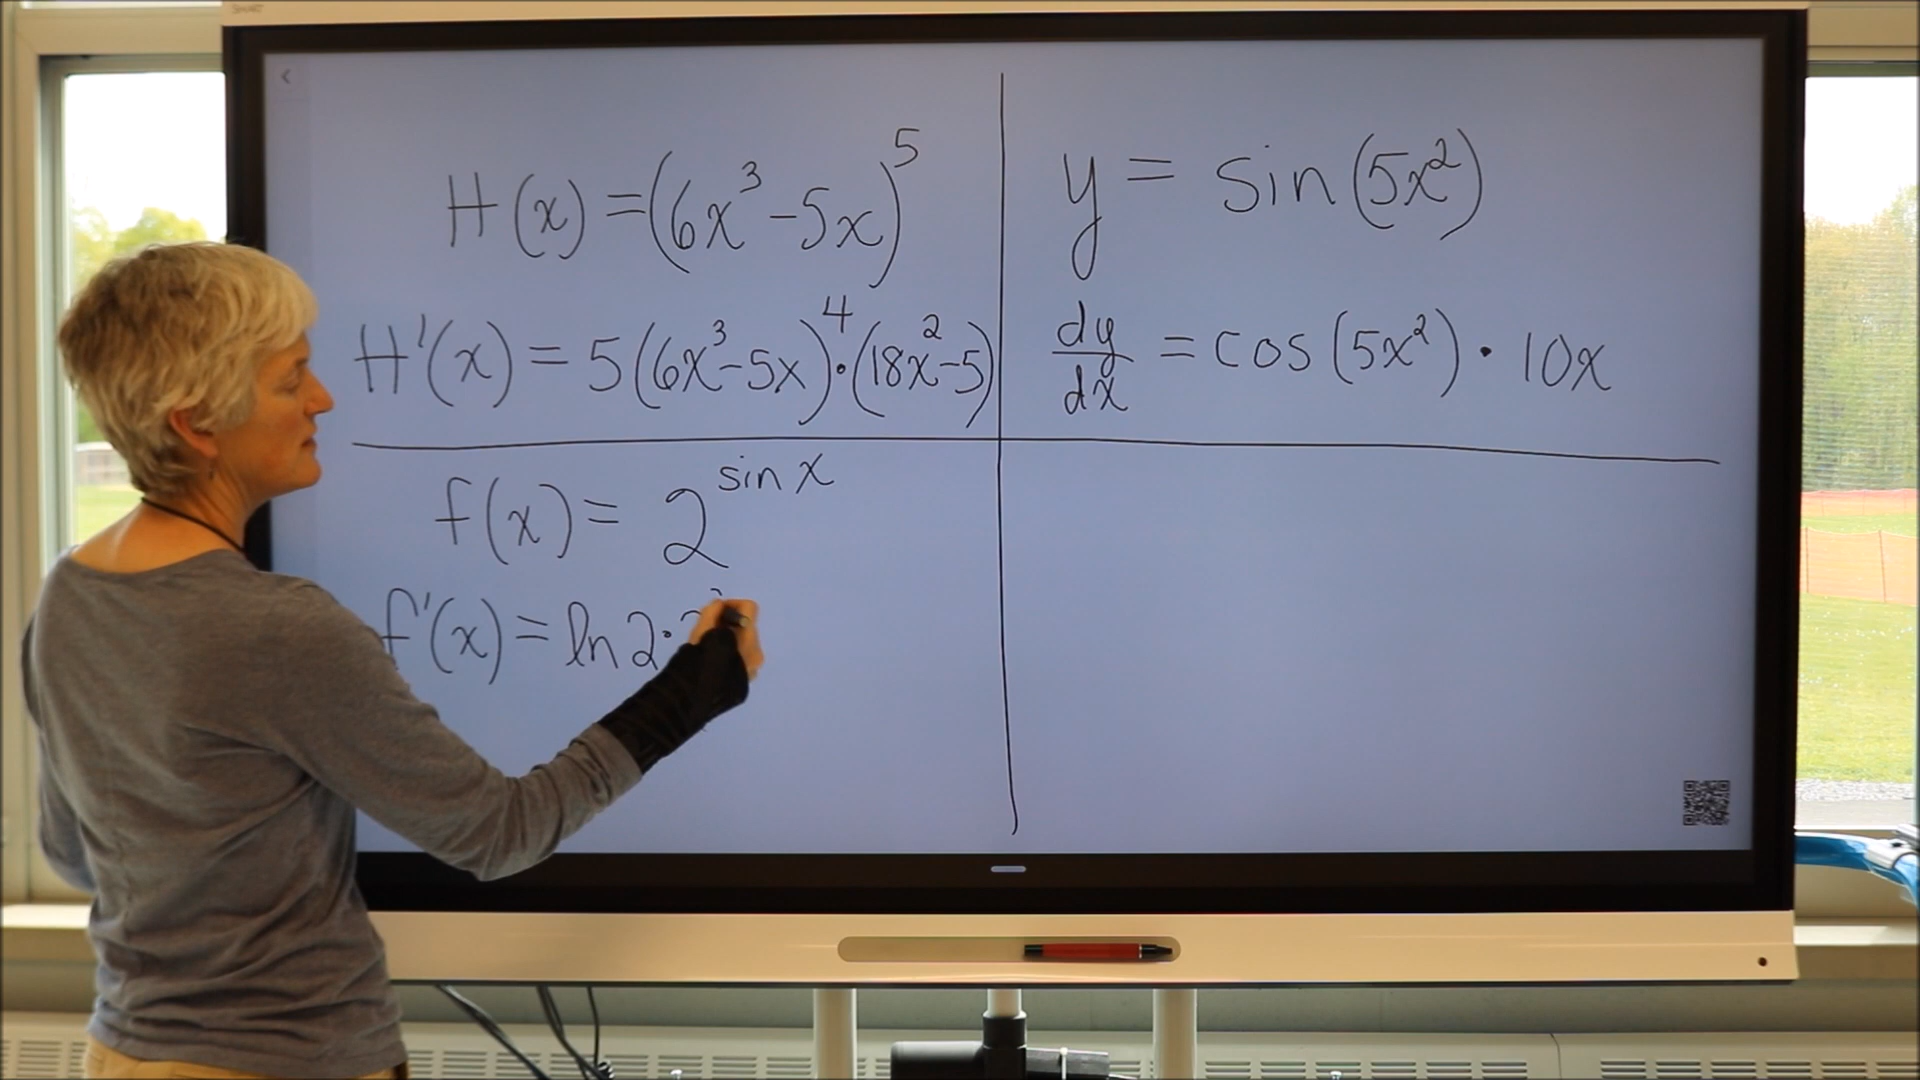 H(x) = (6x³ - 5x)⁵
H'(x) = 5(6x³ - 5x)⁴ · (18x² - 5)
y = sin(5x²)
dy/dx = cos(5x²) · 10x
f(x) = 2^sin x
f'(x) = ln 2 ·